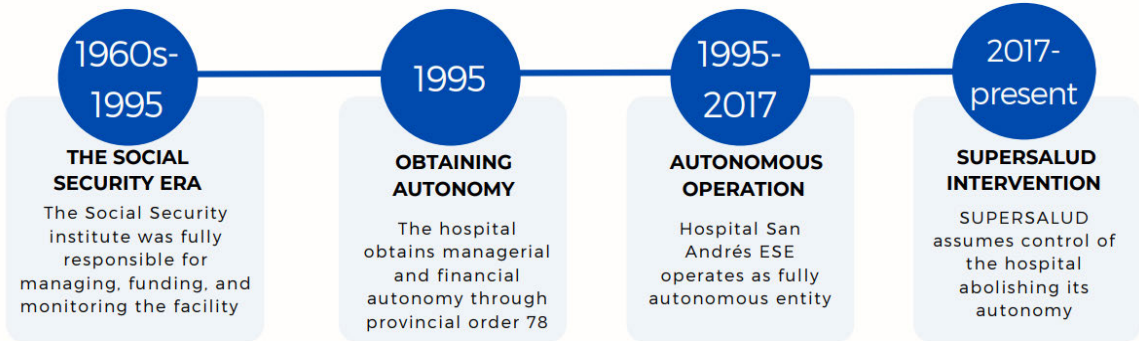 1960s-
1995
THE SOCIAL
SECURITY ERA
The Social Security
institute was fully
responsible for
managing, funding, and
monitoring the facility
1995
OBTAINING
AUTONOMY
The hospital
obtains managerial
and financial
autonomy through
provincial order 78
1995-
2017
AUTONOMOUS
OPERATION
Hospital San
Andrés ESE
operates as fully
autonomous entity
2017-
present
SUPERSALUD
INTERVENTION
SUPERSALUD
assumes control of
the hospital
abolishing its
autonomy